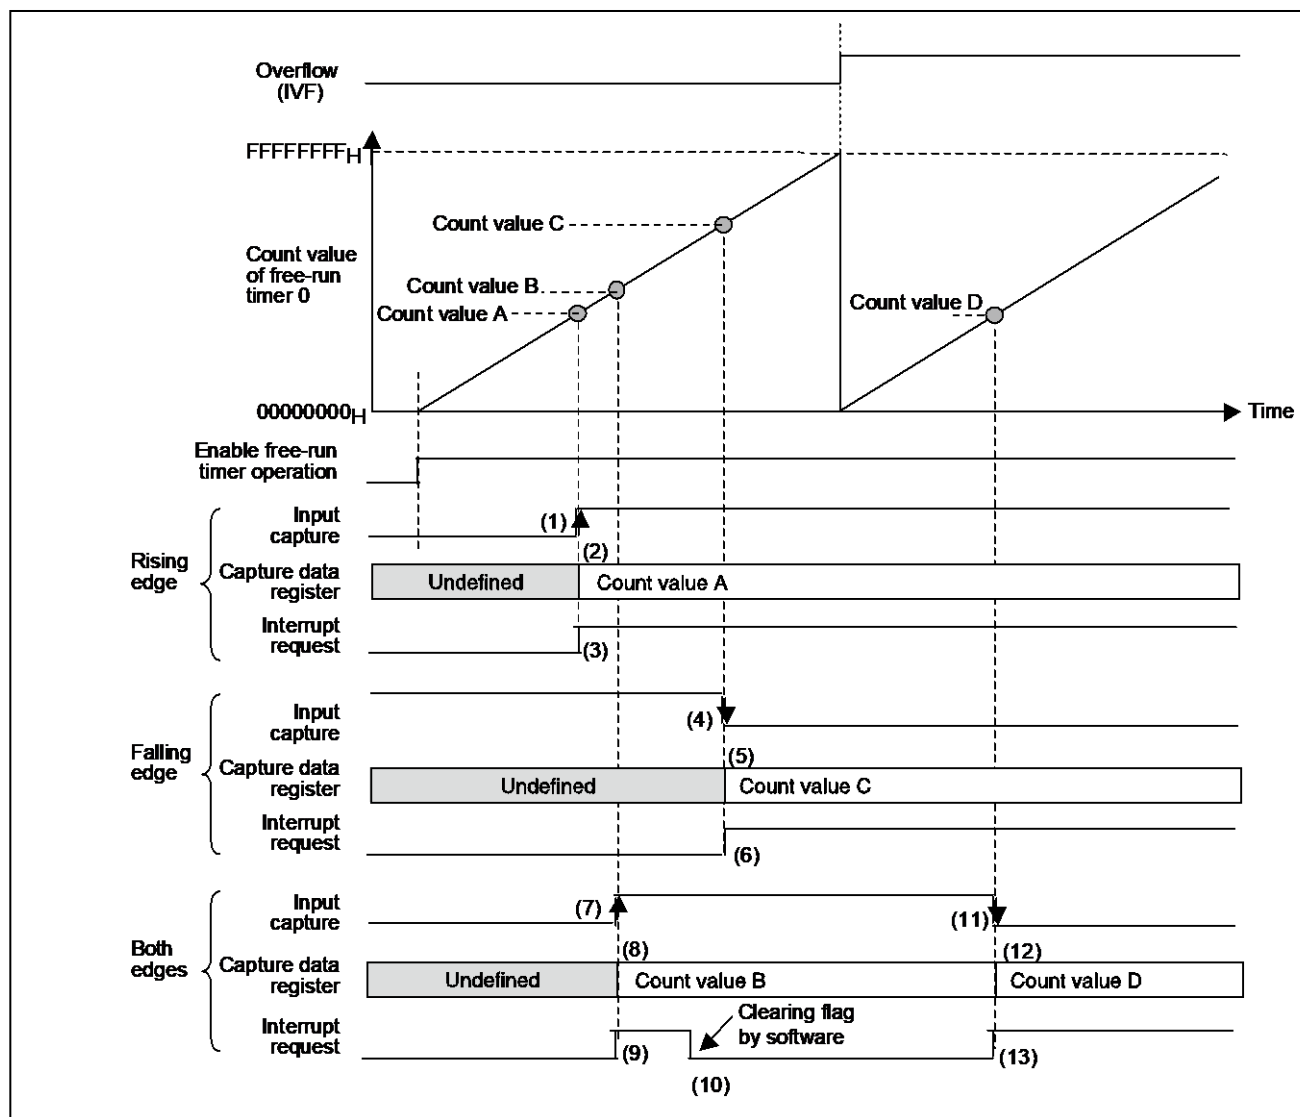 Overflow
(IVF)
FFFFFFFFH
Count value C
Count value
of free-run
timer 0
Count value B
Count value A
Count value D
00000000H
Time
Enable free-run
timer operation
Rising
edge
Input
capture
(1)
(2)
Capture data
register
Undefined
Count value A
Interrupt
request
(3)
Falling
edge
Input
capture
(4)
(5)
Capture data
register
Undefined
Count value C
Interrupt
request
(6)
Both
edges
Input
capture
(7)
(11)
(8)
(12)
Capture data
register
Undefined
Count value B
Count value D
Interrupt
request
Clearing flag
by software
(9)
(10)
(13)